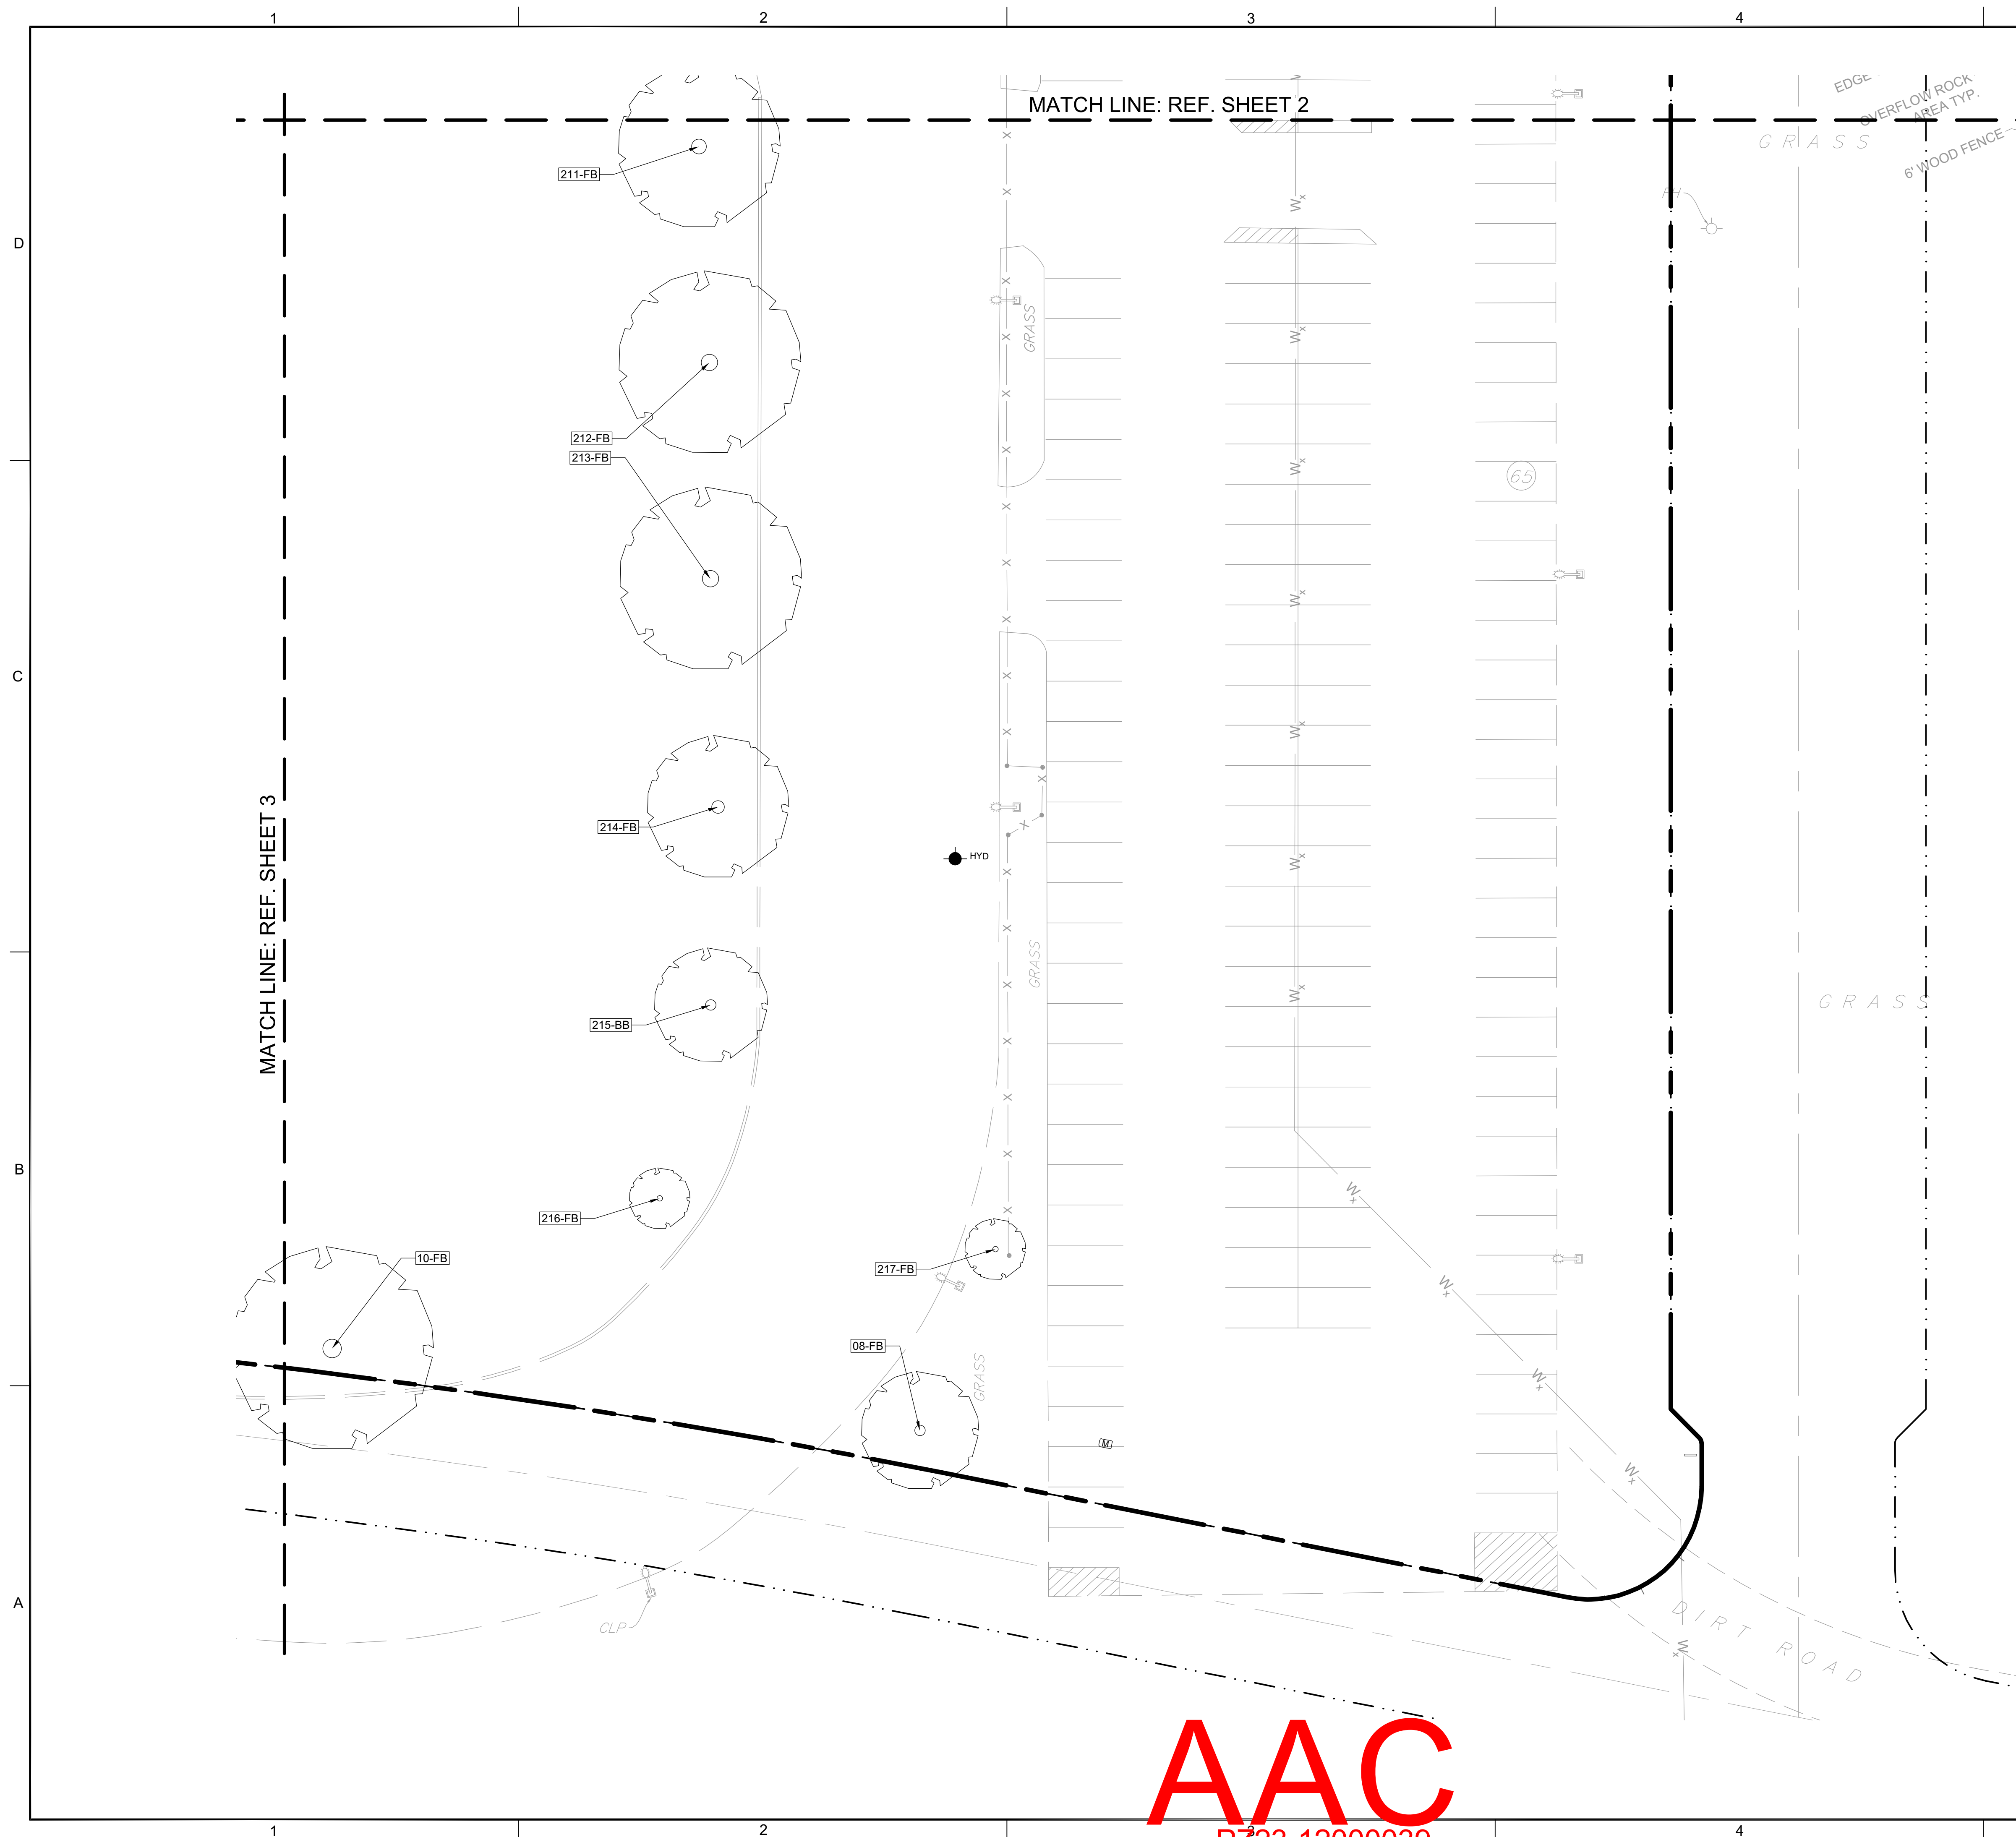 1
2
3
4
MATCH LINE: REF. SHEET 2
EDGE
OVERFLOW ROCK
AREA TYP.
GRASS
6' WOOD FENCE
211-FB
FH
W
x
D
GRASS
W
x
212-FB
213-FB
W
x
65
W
x
C
W
x
MATCH LINE: REF. SHEET 3
214-FB
HYD
W
x
GRASS
W
x
GRASS
215-BB
B
W
x
216-FB
10-FB
217-FB
W
x
08-FB
GRASS
W
x
M
W
x
A
CLP
DIRT ROAD
W
x
AAC
1
2
3
4